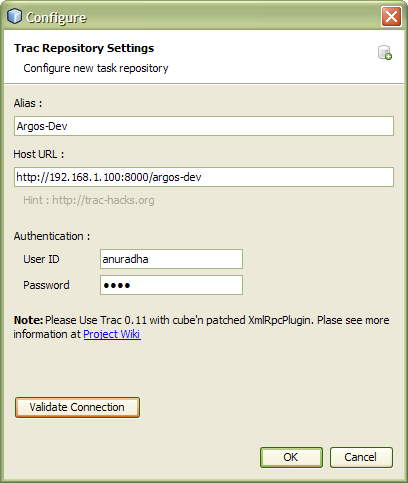 Configure
Trac Repository Settings
Configure new task repository
Alias :
Argos-Dev
Host URL :
http://192.168.1.100:8000/argos-dev
Hint : http://trac-hacks.org
Authentication :
User ID
anuradha
Password
●●●●
Note: Please Use Trac 0.11 with cube'n patched XmlRpcPlugin. Plase see more
information at Project Wiki
Validate Connection
OK
Cancel